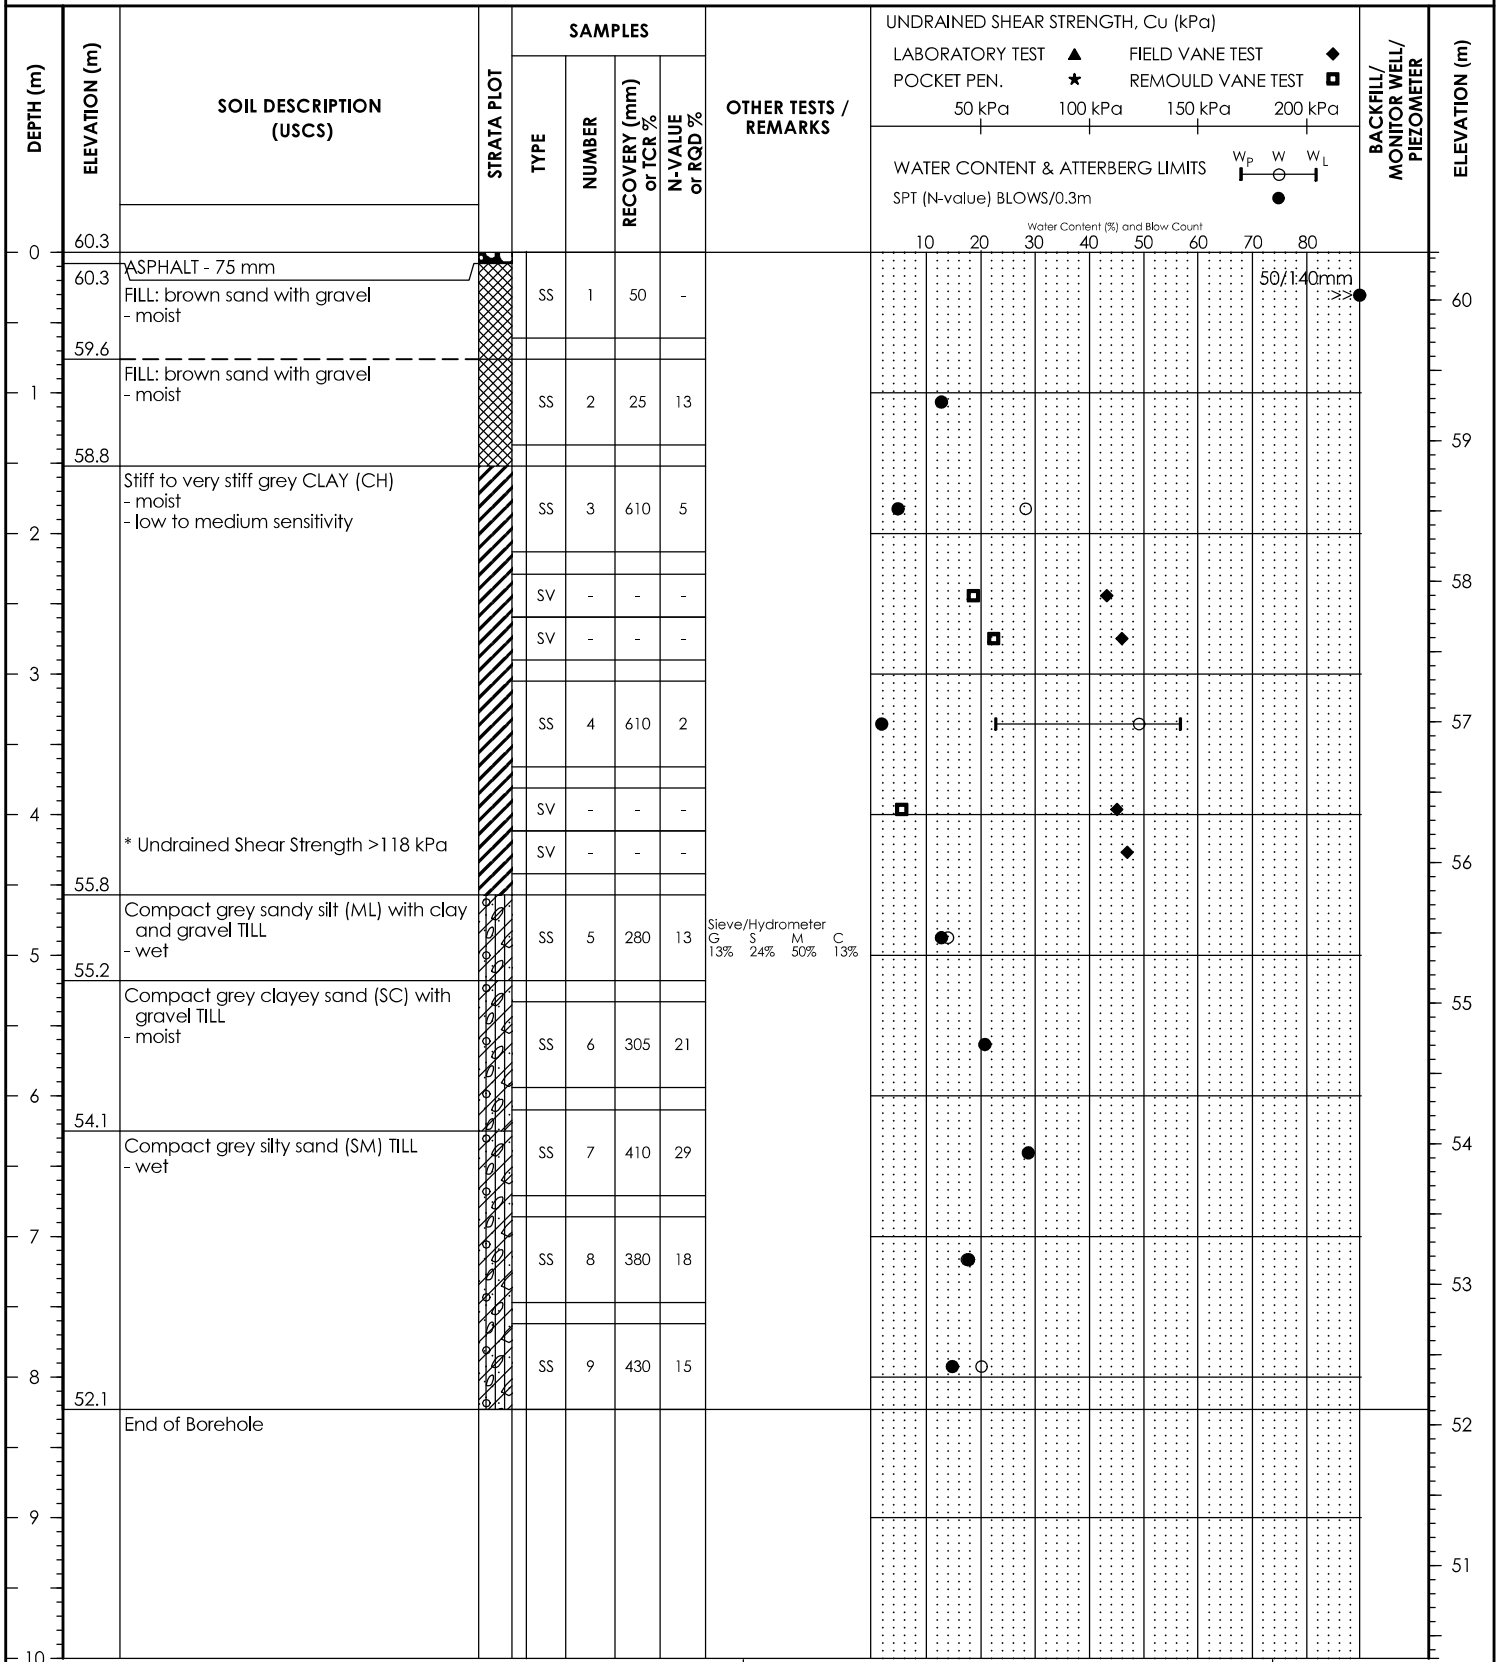 DEPTH (m)
ELEVATION (m)
SOIL DESCRIPTION
(USCS)
STRATA PLOT
SAMPLES
TYPE
NUMBER
RECOVERY (mm)
or TCR %
N-VALUE
or RQD %
OTHER TESTS /
REMARKS
UNDRAINED SHEAR STRENGTH, Cu (kPa)
LABORATORY TEST FIELD VANE TEST
POCKET PEN. REMOULD VANE TEST
50 kPa 100 kPa 150 kPa 200 kPa
WATER CONTENT & ATTERBERG LIMITS WP W WL
SPT (N-value) BLOWS/0.3m
Water Content (%) and Blow Count
10 20 30 40 50 60 70 80
BACKFILL/
MONITOR WELL/
PIEZOMETER
ELEVATION (m)
0 60.3
60.3 ASPHALT - 75 mm
FILL: brown sand with gravel
- moist
SS 1 50 -
50/140mm
>>
60
59.6
FILL: brown sand with gravel
- moist
1
SS 2 25 13
59
58.8
Stiff to very stiff grey CLAY (CH)
- moist
- low to medium sensitivity
SS 3 610 5
2
SV - - -
58
SV - - -
3
SS 4 610 2
57
SV - - -
4
* Undrained Shear Strength >118 kPa
SV - - -
56
55.8
Compact grey sandy silt (ML) with clay
and gravel TILL
- wet
SS 5 280 13
Sieve/Hydrometer
G S M C
13% 24% 50% 13%
5
55.2
Compact grey clayey sand (SC) with
gravel TILL
- moist
55
SS 6 305 21
6
54.1
Compact grey silty sand (SM) TILL
- wet
SS 7 410 29
54
7
SS 8 380 18
53
SS 9 430 15
8
52.1
End of Borehole
52
9
51
10